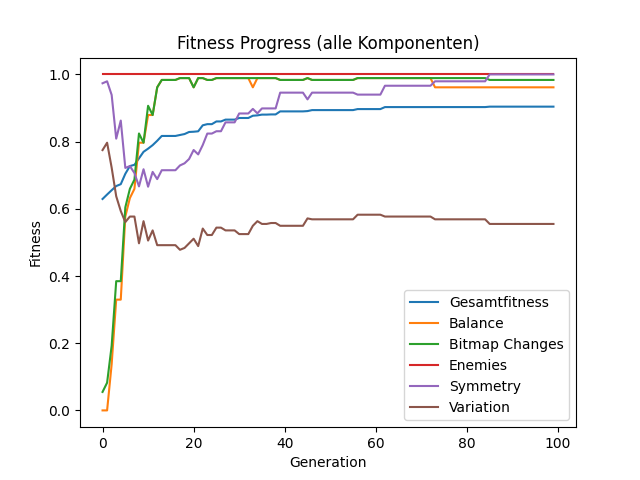 Fitness Progress (alle Komponenten)
Fitness
1.0
0.8
0.6
0.4
0.2
0.0
Gesamtfitness
Balance
Bitmap Changes
Enemies
Symmetry
Variation
0 20 40 60 80 100
Generation